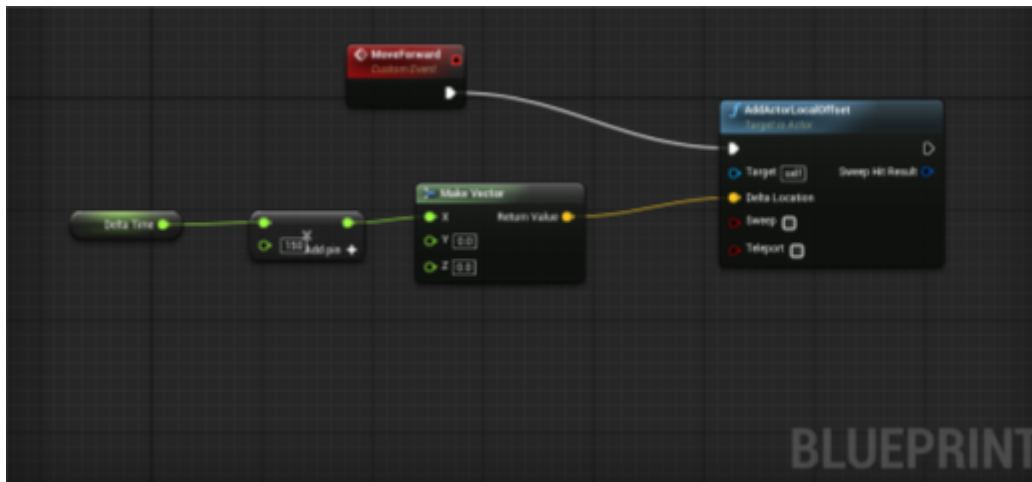 MoveForward
Custom Event
AddActorLocalOffset
Target is Actor
Target self
Sweep Hit Result
Delta Location
Sweep
Teleport
Make Vector
X
Return Value
Y 0.0
Z 0.0
Delta Time
150
Add pin +
BLUEPRINT